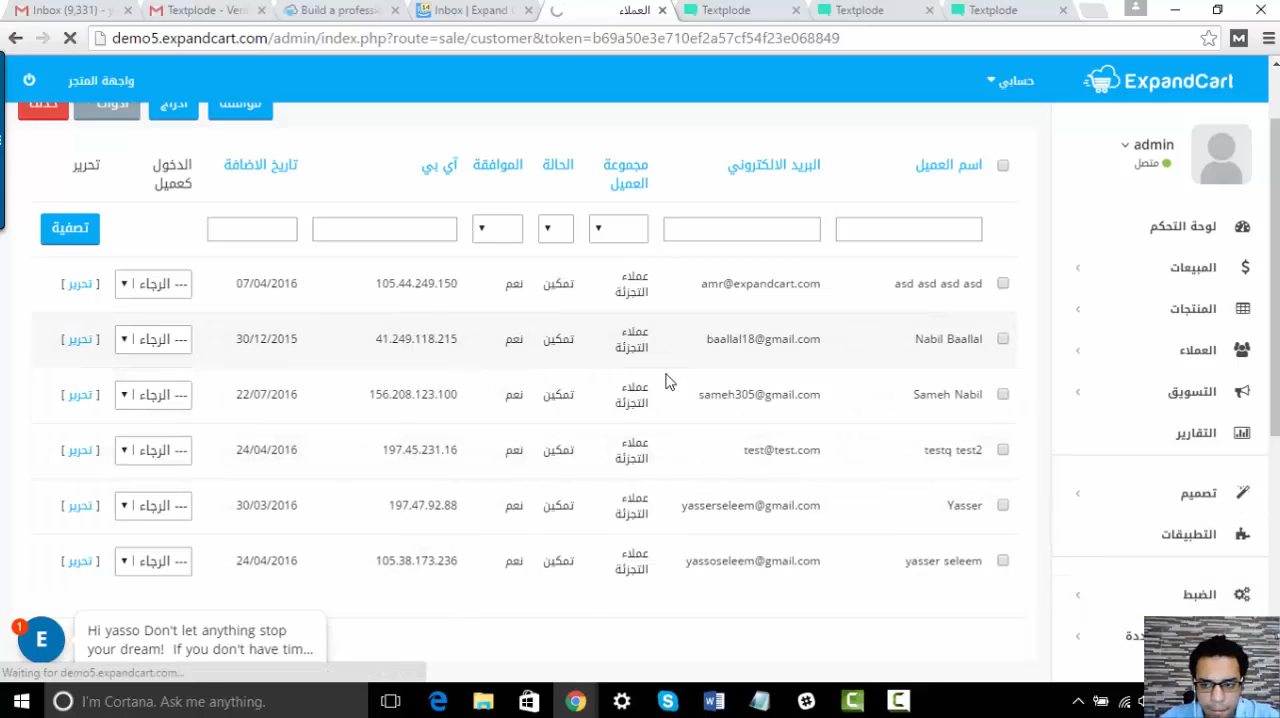 Inbox (9,331) - y
Textplode - Veri
Build a professi
Inbox | Expand
العملاء
Textplode
Textplode
Textplode
demo5.expandcart.com/admin/index.php?route=sale/customer&token=b69a50e3e710ef2a57cf54f23e068849
ExpandCart
حسابي
واجهة المتجر
موافقة
ادراج
ادوات
حذف
admin
متصل
لوحة التحكم
المبيعات
المنتجات
العملاء
التسويق
التقارير
تصميم
التطبيقات
الضبط
اسم العميل
البريد الالكتروني
مجموعة العميل
الحالة
الموافقة
آي بي
تاريخ الاضافة
الدخول كعميل
تحرير
تصفية
asd asd asd asd amr@expandcart.com عملاء التجزئة تمكين نعم 105.44.249.150 07/04/2016 --- الرجاء ا [ تحرير ]
Nabil Baallal baallal18@gmail.com عملاء التجزئة تمكين نعم 41.249.118.215 30/12/2015 --- الرجاء ا [ تحرير ]
Sameh Nabil sameh305@gmail.com عملاء التجزئة تمكين نعم 156.208.123.100 22/07/2016 --- الرجاء ا [ تحرير ]
testq test2 test@test.com عملاء التجزئة تمكين نعم 197.45.231.16 24/04/2016 --- الرجاء ا [ تحرير ]
Yasser yasserseleem@gmail.com عملاء التجزئة تمكين نعم 197.47.92.88 30/03/2016 --- الرجاء ا [ تحرير ]
yasser seleem yassoseleem@gmail.com عملاء التجزئة تمكين نعم 105.38.173.236 24/04/2016 --- الرجاء ا [ تحرير ]
1
E
Hi yasso Don't let anything stop
your dream! If you don't have tim...
Waiting for demo5.expandcart.com...
I'm Cortana. Ask me anything.